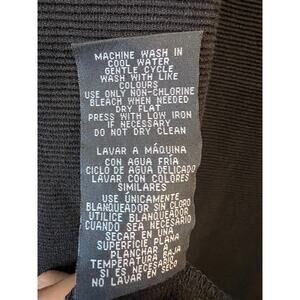 MACHINE WASH IN
COOL WATER
GENTLE CYCLE
WASH WITH LIKE
COLOURS
USE ONLY NON-CHLORINE
BLEACH WHEN NEEDED
DRY FLAT
PRESS WITH LOW IRON
IF NECESSARY
DO NOT DRY CLEAN
LAVAR A MÁQUINA
CON AGUA FRÍA
CICLO DE AGUA DELICADO
LAVAR CON COLORES
SIMILARES
USE ÚNICAMENTE
BLANQUEADOR SIN CLORO
UTILICE BLANQUEADOR
CUANDO SEA NECESARIO
SECAR EN UNA
SUPERFICIE PLANA
PLANCHAR A
TEMPERATURA BAJA
SI ES NECESARIO
NO LAVAR EN SECO